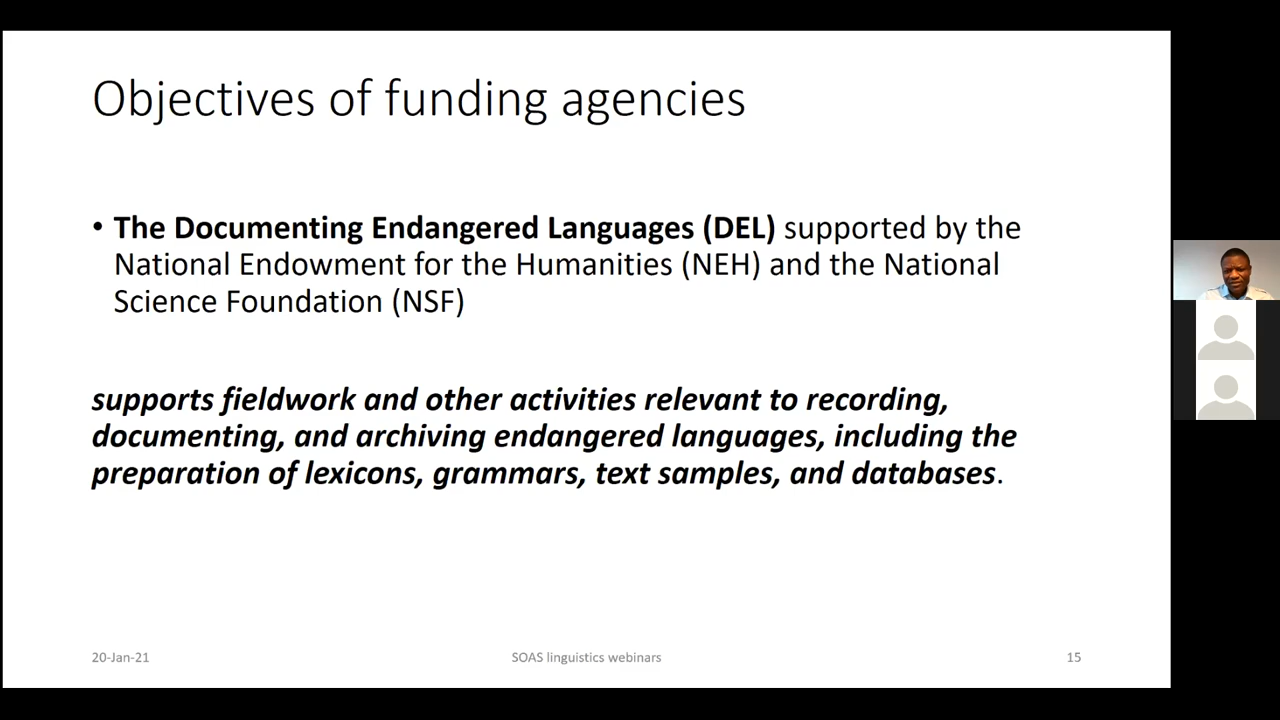 Objectives of funding agencies
• The Documenting Endangered Languages (DEL) supported by the
National Endowment for the Humanities (NEH) and the National
Science Foundation (NSF)
supports fieldwork and other activities relevant to recording,
documenting, and archiving endangered languages, including the
preparation of lexicons, grammars, text samples, and databases.
20-Jan-21
SOAS linguistics webinars
15